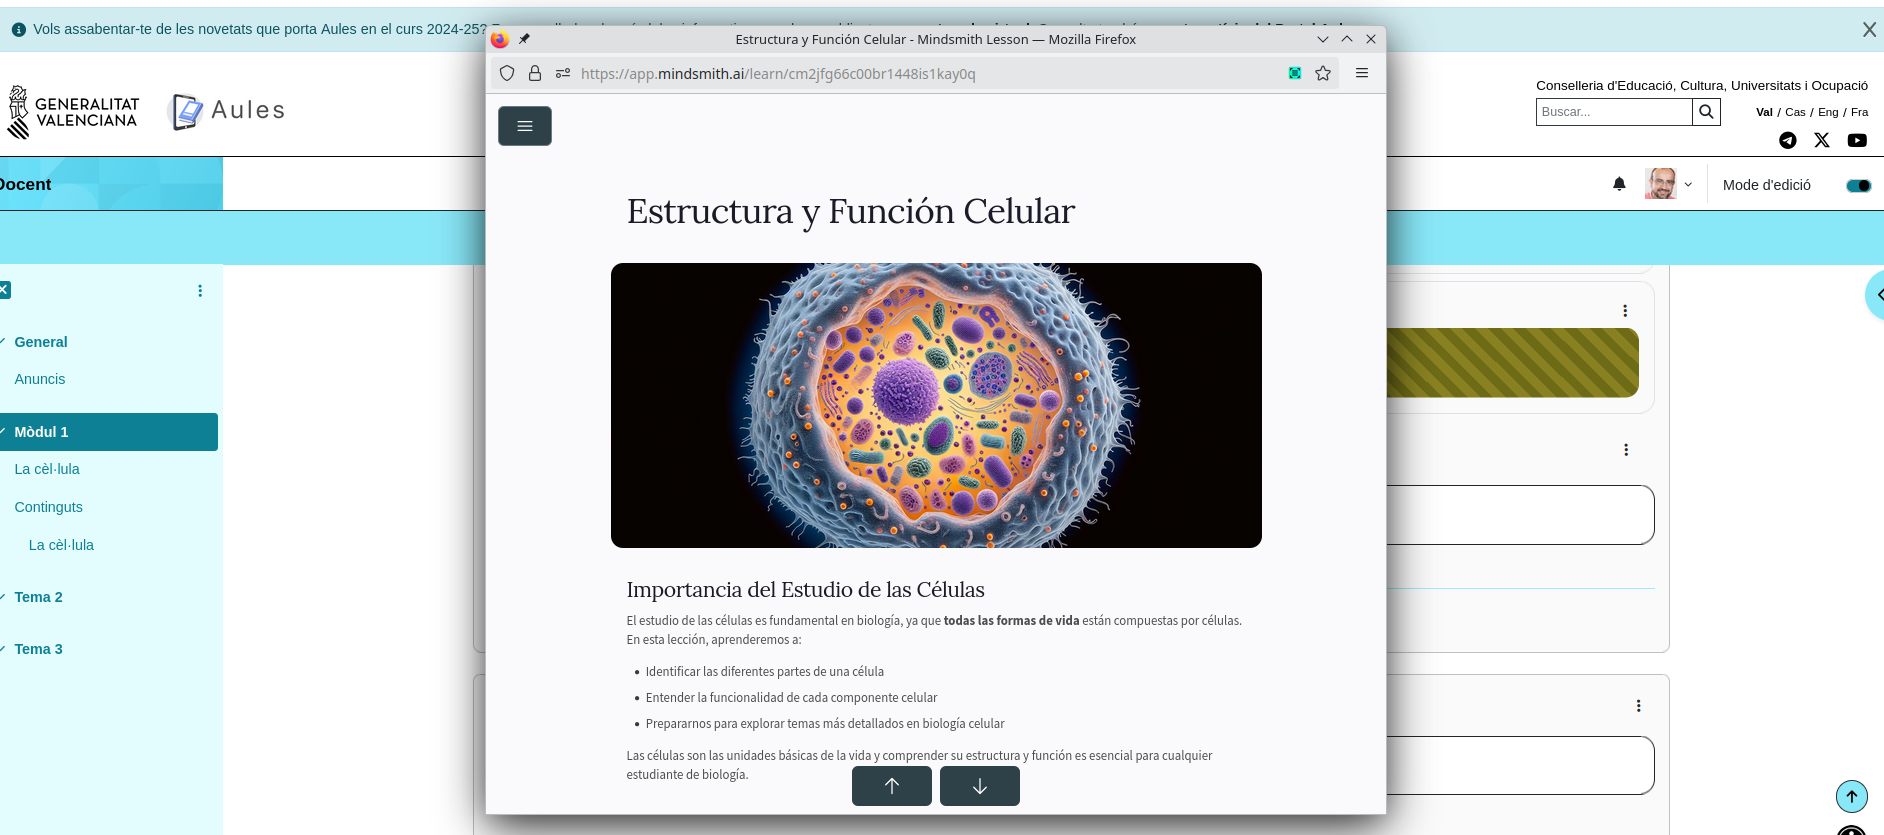 Vols assabentar-te de les novetats que porta Aules en el curs 2024-25?
Estructura y Función Celular - Mindsmith Lesson — Mozilla Firefox
https://app.mindsmith.ai/learn/cm2jfg66c00br1448is1kay0q
GENERALITAT
VALENCIANA
Aules
Conselleria d'Educació, Cultura, Universitats i Ocupació
Buscar...
Val / Cas / Eng / Fra
Docent
Mode d'edició
General
Anuncis
Mòdul 1
La cèl·lula
Continguts
La cèl·lula
Tema 2
Tema 3
Estructura y Función Celular
Importancia del Estudio de las Células
El estudio de las células es fundamental en biología, ya que todas las formas de vida están compuestas por células.
En esta lección, aprenderemos a:
• Identificar las diferentes partes de una célula
• Entender la funcionalidad de cada componente celular
• Prepararnos para explorar temas más detallados en biología celular
Las células son las unidades básicas de la vida y comprender su estructura y función es esencial para cualquier
estudiante de biología.